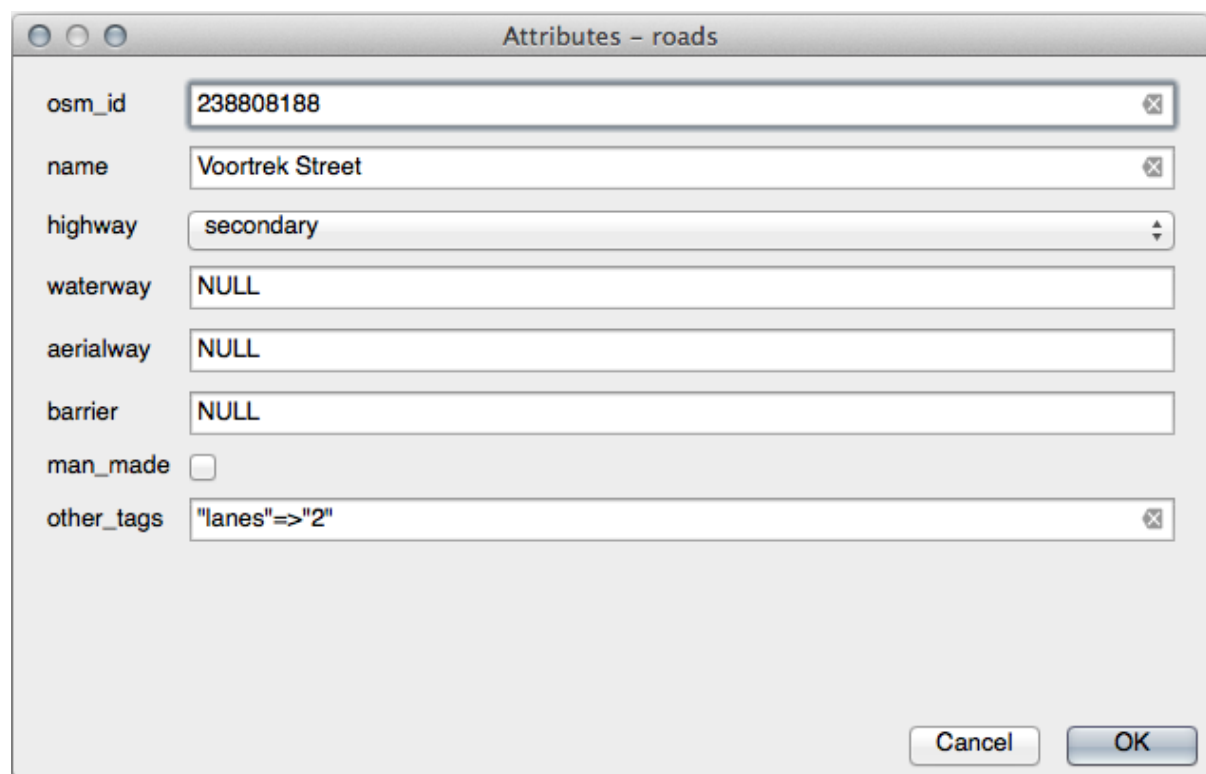 Attributes – roads
osm_id 238808188
name Voortrek Street
highway secondary
waterway NULL
aerialway NULL
barrier NULL
man_made
other_tags "lanes"=>"2"
Cancel OK